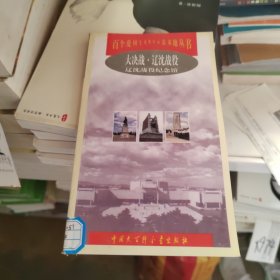 百个爱国主义教育基地丛书
大决战·辽沈战役
辽沈战役纪念馆
中国大百科全书出版社